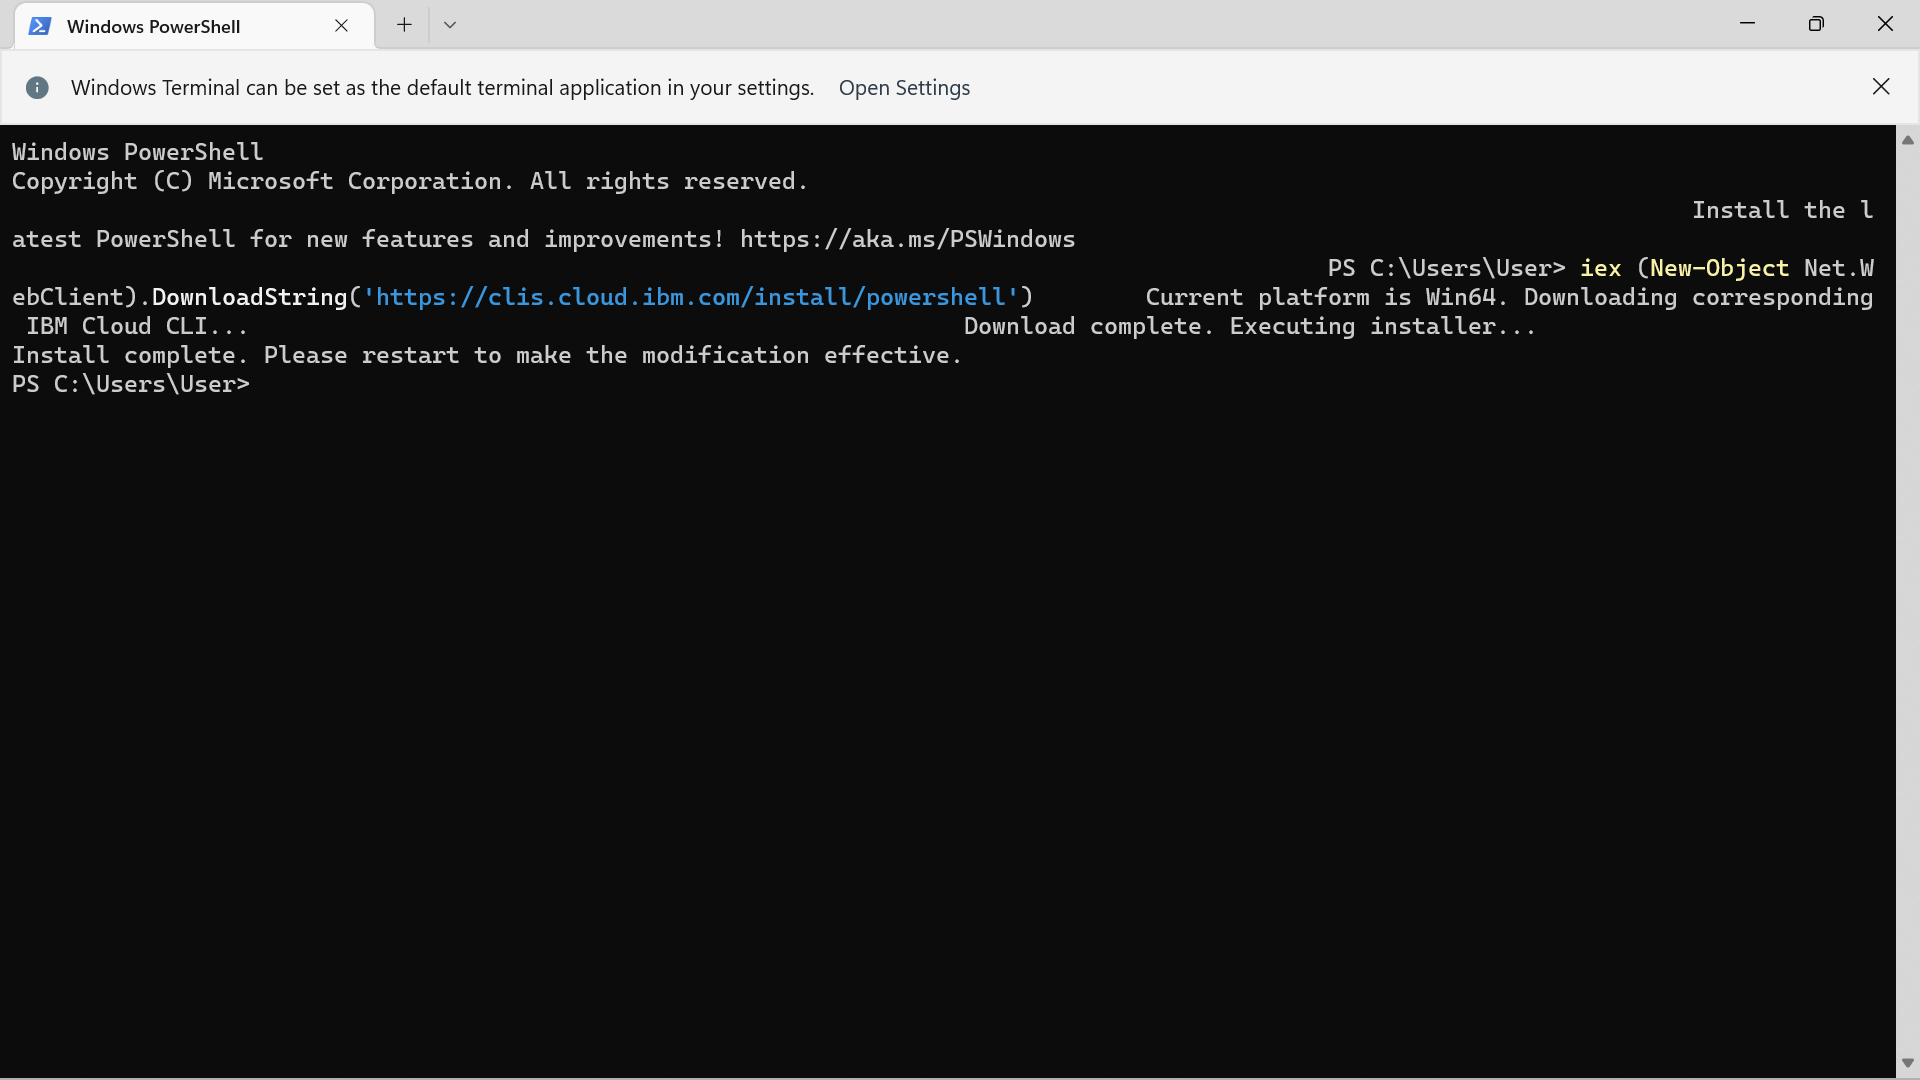 Windows PowerShell
Windows Terminal can be set as the default terminal application in your settings. Open Settings
Windows PowerShell
Copyright (C) Microsoft Corporation. All rights reserved.
Install the l
atest PowerShell for new features and improvements! https://aka.ms/PSWindows
PS C:\Users\User> iex (New-Object Net.W
ebClient).DownloadString('https://clis.cloud.ibm.com/install/powershell') Current platform is Win64. Downloading corresponding
IBM Cloud CLI... Download complete. Executing installer...
Install complete. Please restart to make the modification effective.
PS C:\Users\User>